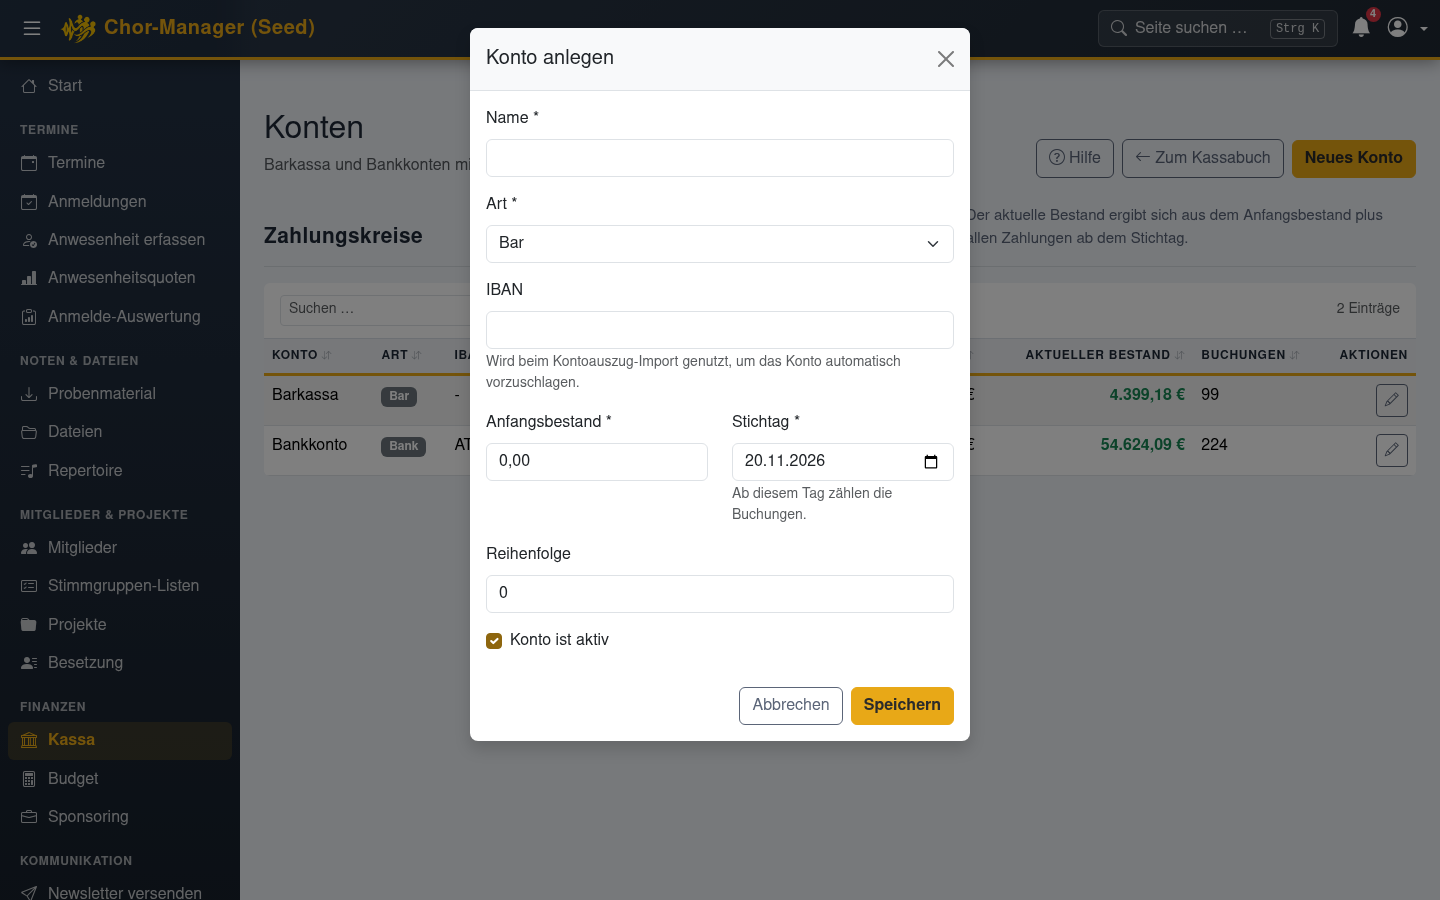 Chor-Manager (Seed)
Seite suchen …
Strg K
4
Start
TERMINE
Termine
Anmeldungen
Anwesenheit erfassen
Anwesenheitsquoten
Anmelde-Auswertung
NOTEN & DATEIEN
Probenmaterial
Dateien
Repertoire
MITGLIEDER & PROJEKTE
Mitglieder
Stimmgruppen-Listen
Projekte
Besetzung
FINANZEN
Kassa
Budget
Sponsoring
KOMMUNIKATION
Newsletter versenden
Konten
Barkassa und Bankkonten
Hilfe
Zum Kassabuch
Neues Konto
Zahlungskreise
Der aktuelle Bestand ergibt sich aus dem Anfangsbestand plus
allen Zahlungen ab dem Stichtag.
Suchen …
2 Einträge
KONTO ART AKTUELLER BESTAND BUCHUNGEN AKTIONEN
Barkassa Bar - € 4.399,18 € 99
Bankkonto Bank AT € 54.624,09 € 224
Konto anlegen
Name *
Art *
Bar
IBAN
Wird beim Kontoauszug-Import genutzt, um das Konto automatisch
vorzuschlagen.
Anfangsbestand *
0,00
Stichtag *
20.11.2026
Ab diesem Tag zählen die
Buchungen.
Reihenfolge
0
Konto ist aktiv
Abbrechen
Speichern